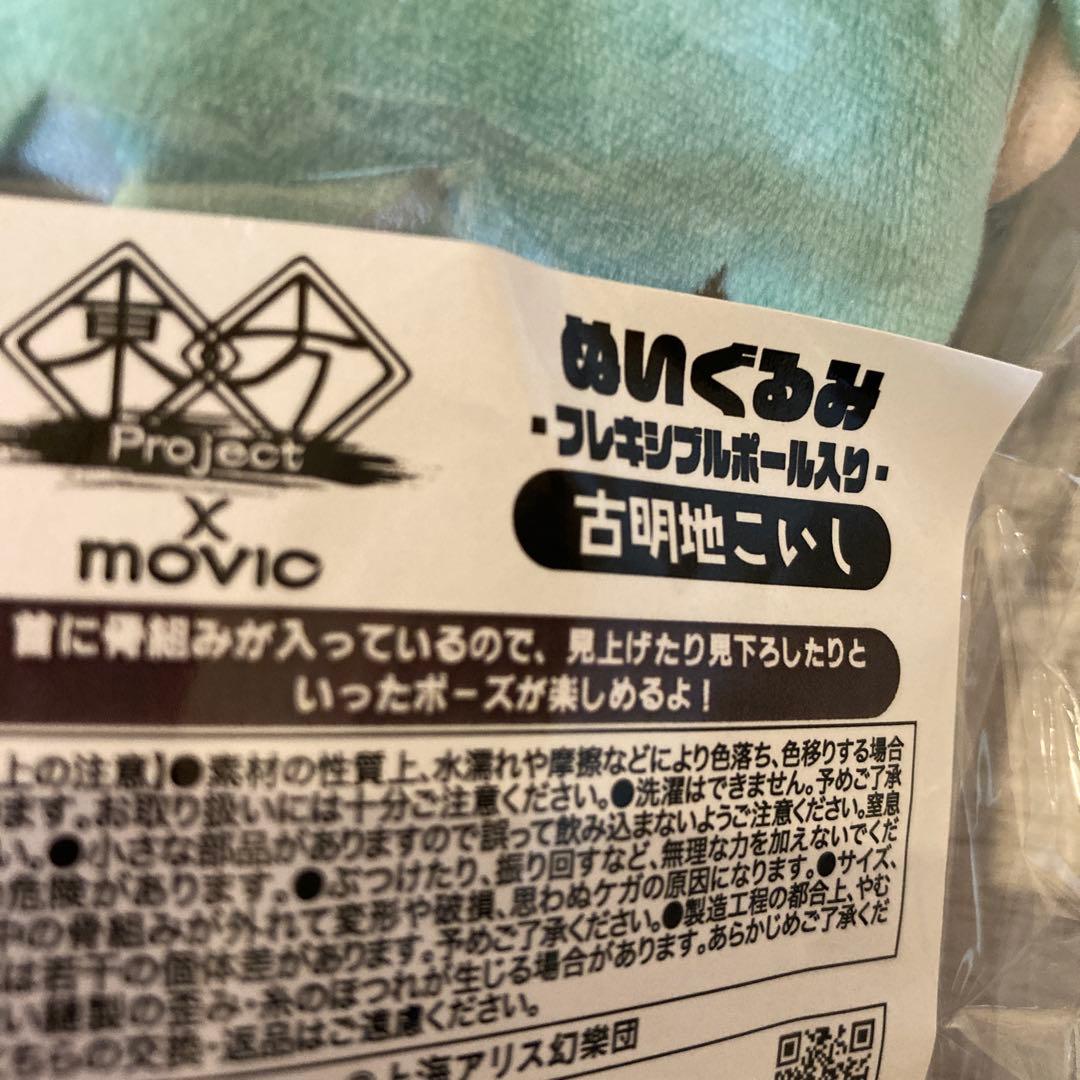 東方
Project
×
movic
ぬいぐるみ
-フレキシブルポール入り-
古明地こいし
首に骨組みが入っているので、見上げたり見下ろしたりと
いったポーズが楽しめるよ!
上の注意】●素材の性質上、水濡れや摩擦などにより色落ち、色移りする場合
ます。お取り扱いには十分ご注意ください。●洗濯はできません。予めご了承
い。●小さな部品がありますので誤って飲み込まないようご注意ください。窒息
危険があります。●ぶつけたり、振り回すなど、無理な力を加えないでくだ
の骨組みが外れて変形や破損、思わぬケガの原因になります。●サイズ、
は若干の個体差があります。予めご了承ください。●製造工程の都合上、やむ
い縫製の歪み・糸のほつれが生じる場合があります。あらかじめご了承くだ
ちらの交換・返品はご遠慮ください。
上海アリス幻樂団